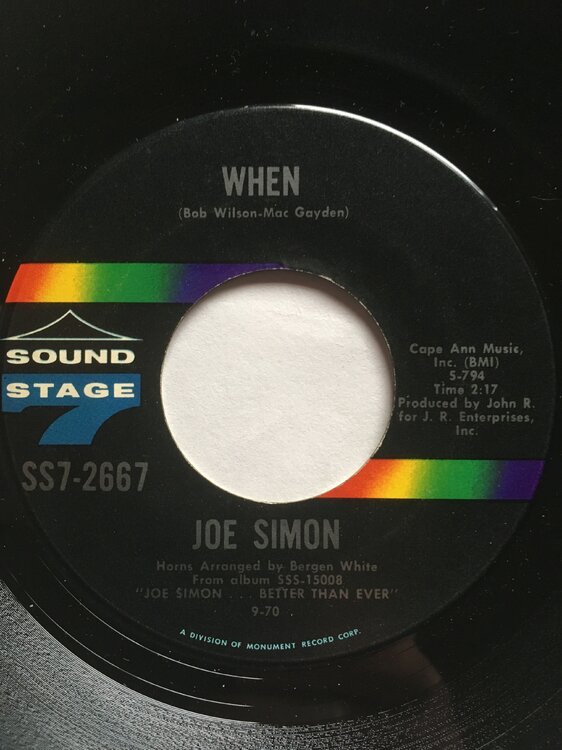 WHEN
(Bob Wilson-Mac Gayden)
SOUND
STAGE
7
SS7-2667
Cape Ann Music,
Inc. (BMI)
5-794
Time 2:17
Produced by John R.
for J. R. Enterprises,
Inc.
JOE SIMON
Horns Arranged by Bergen White
From album SSS-15008
"JOE SIMON . . . BETTER THAN EVER"
9-70
A DIVISION OF MONUMENT RECORD CORP.